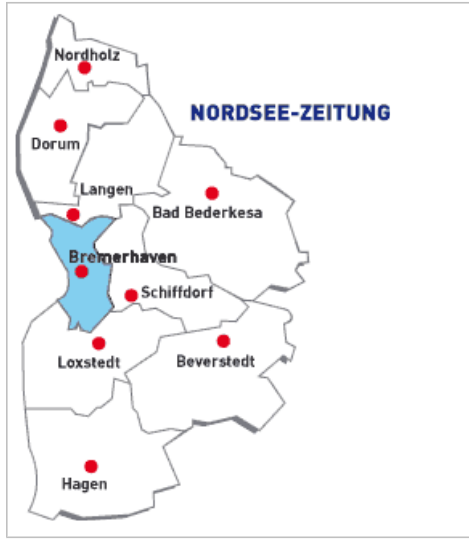 Nordholz
NORDSEE-ZEITUNG
Dorum
Langen
Bad Bederkesa
Bremerhaven
Schiffdorf
Loxstedt
Beverstedt
Hagen